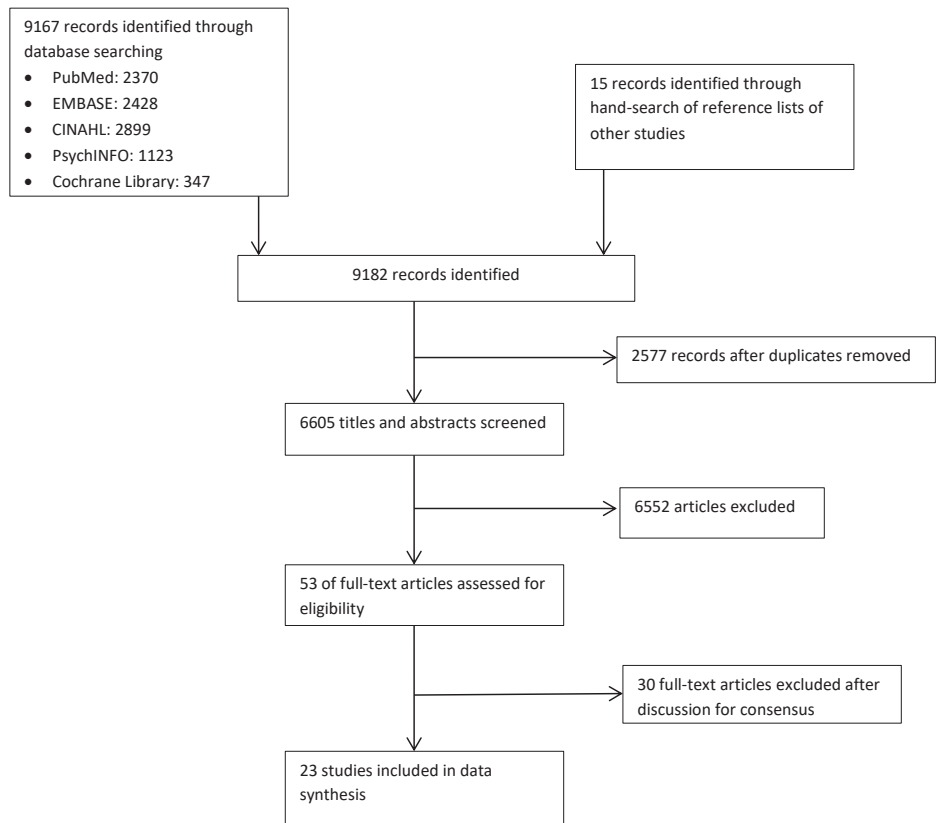 9167 records identified through
database searching
• PubMed: 2370
• EMBASE: 2428
• CINAHL: 2899
• PsychINFO: 1123
• Cochrane Library: 347
15 records identified through
hand-search of reference lists of
other studies
9182 records identified
2577 records after duplicates removed
6605 titles and abstracts screened
6552 articles excluded
53 of full-text articles assessed for
eligibility
30 full-text articles excluded after
discussion for consensus
23 studies included in data
synthesis